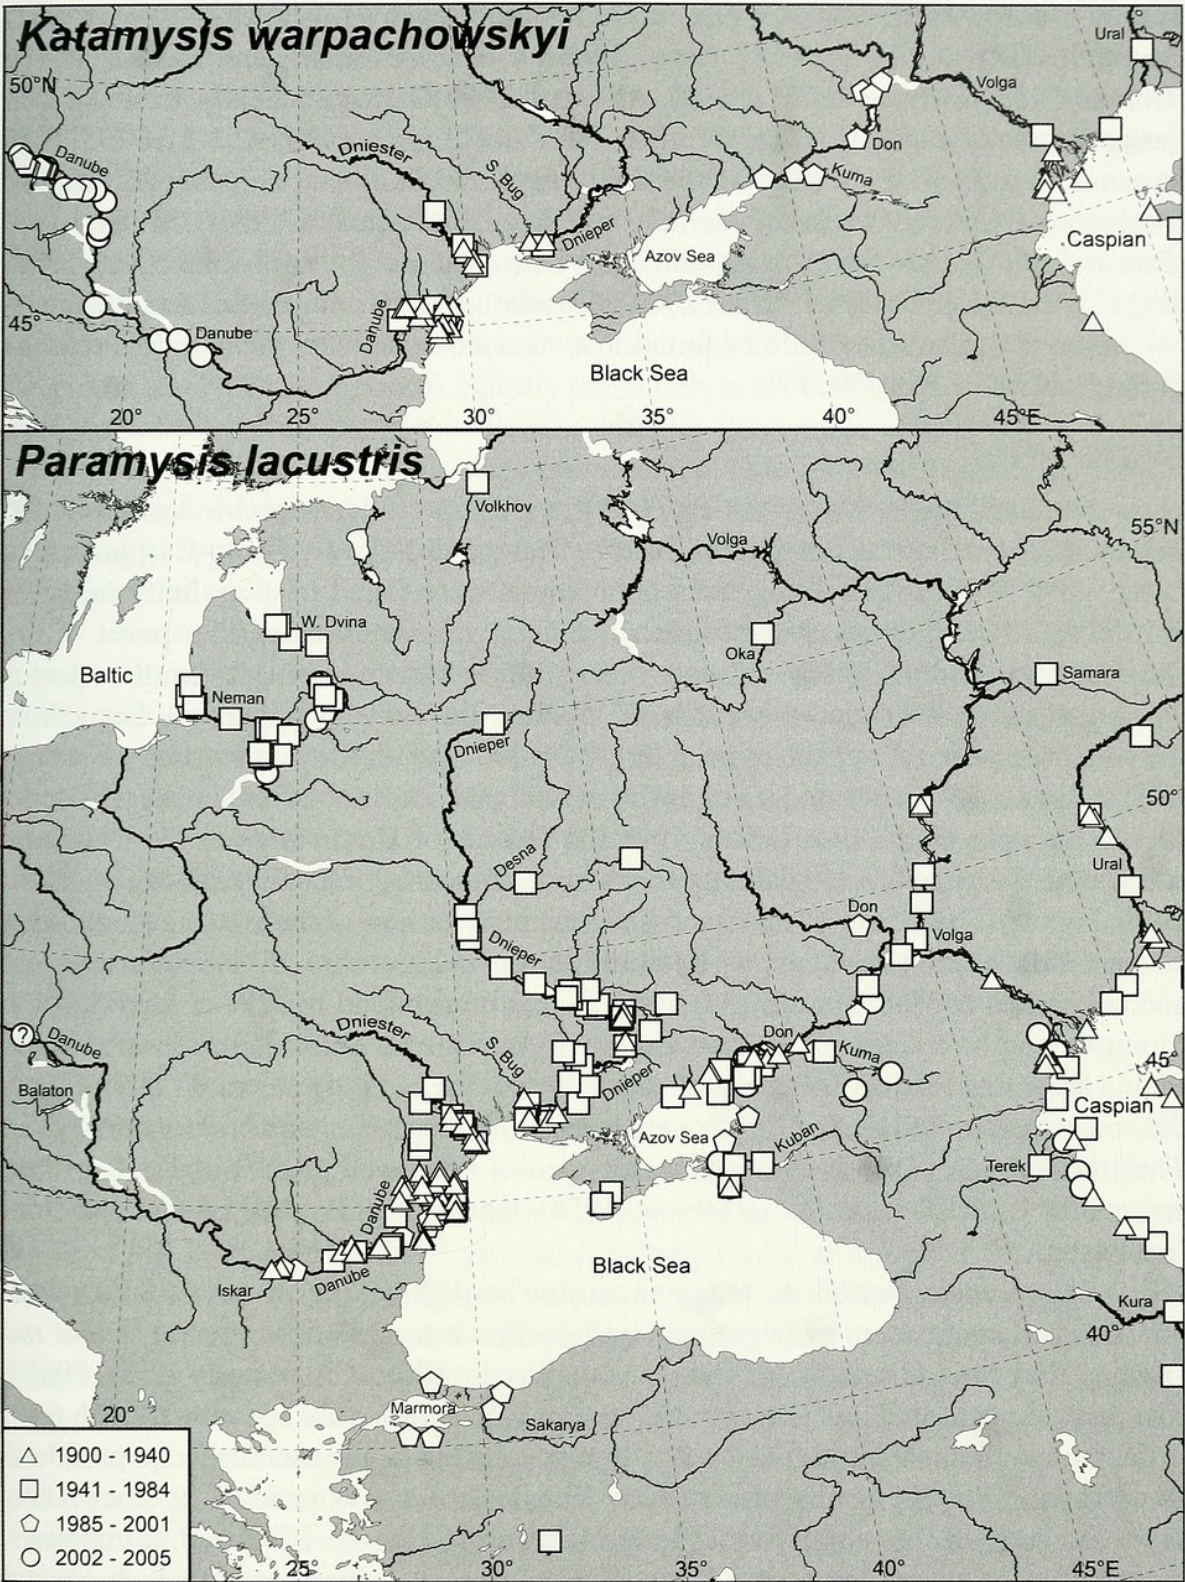 Katamysis warpachowskyi
Ural
50°N
Volga
Danube
Dniester
Don
S. Bug
Kuma
Dnieper
Azov Sea
Caspian
Danube
45°
Danube
Black Sea
20°
25°
30°
35°
40°
45°E
Paramysis lacustris
Volkhov
55°N
Volga
W. Dvina
Oka
Baltic
Samara
Neman
Dnieper
50°
Desna
Ural
Don
Volga
Dnieper
Dniester
Don
?
Danube
S. Bug
Kuma
45°
Balaton
Dnieper
Caspian
Azov Sea
Kuban
Terek
Danube
Black Sea
Iskar
Danube
Kura
40°
Marmora
20°
Sakarya
1900 - 1940
1941 - 1984
1985 - 2001
2002 - 2005
25°
30°
35°
40°
45°E